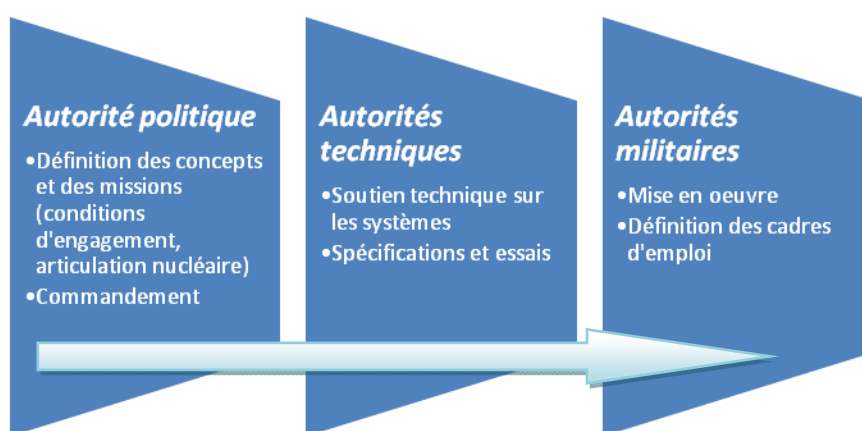 Autorité politique
•Définition des concepts
et des missions
(conditions
d'engagement,
articulation nucléaire)
•Commandement
Autorités
techniques
•Soutien technique sur
les systèmes
•Spécifications et essais
Autorités
militaires
•Mise en oeuvre
•Définition des cadres
d'emploi